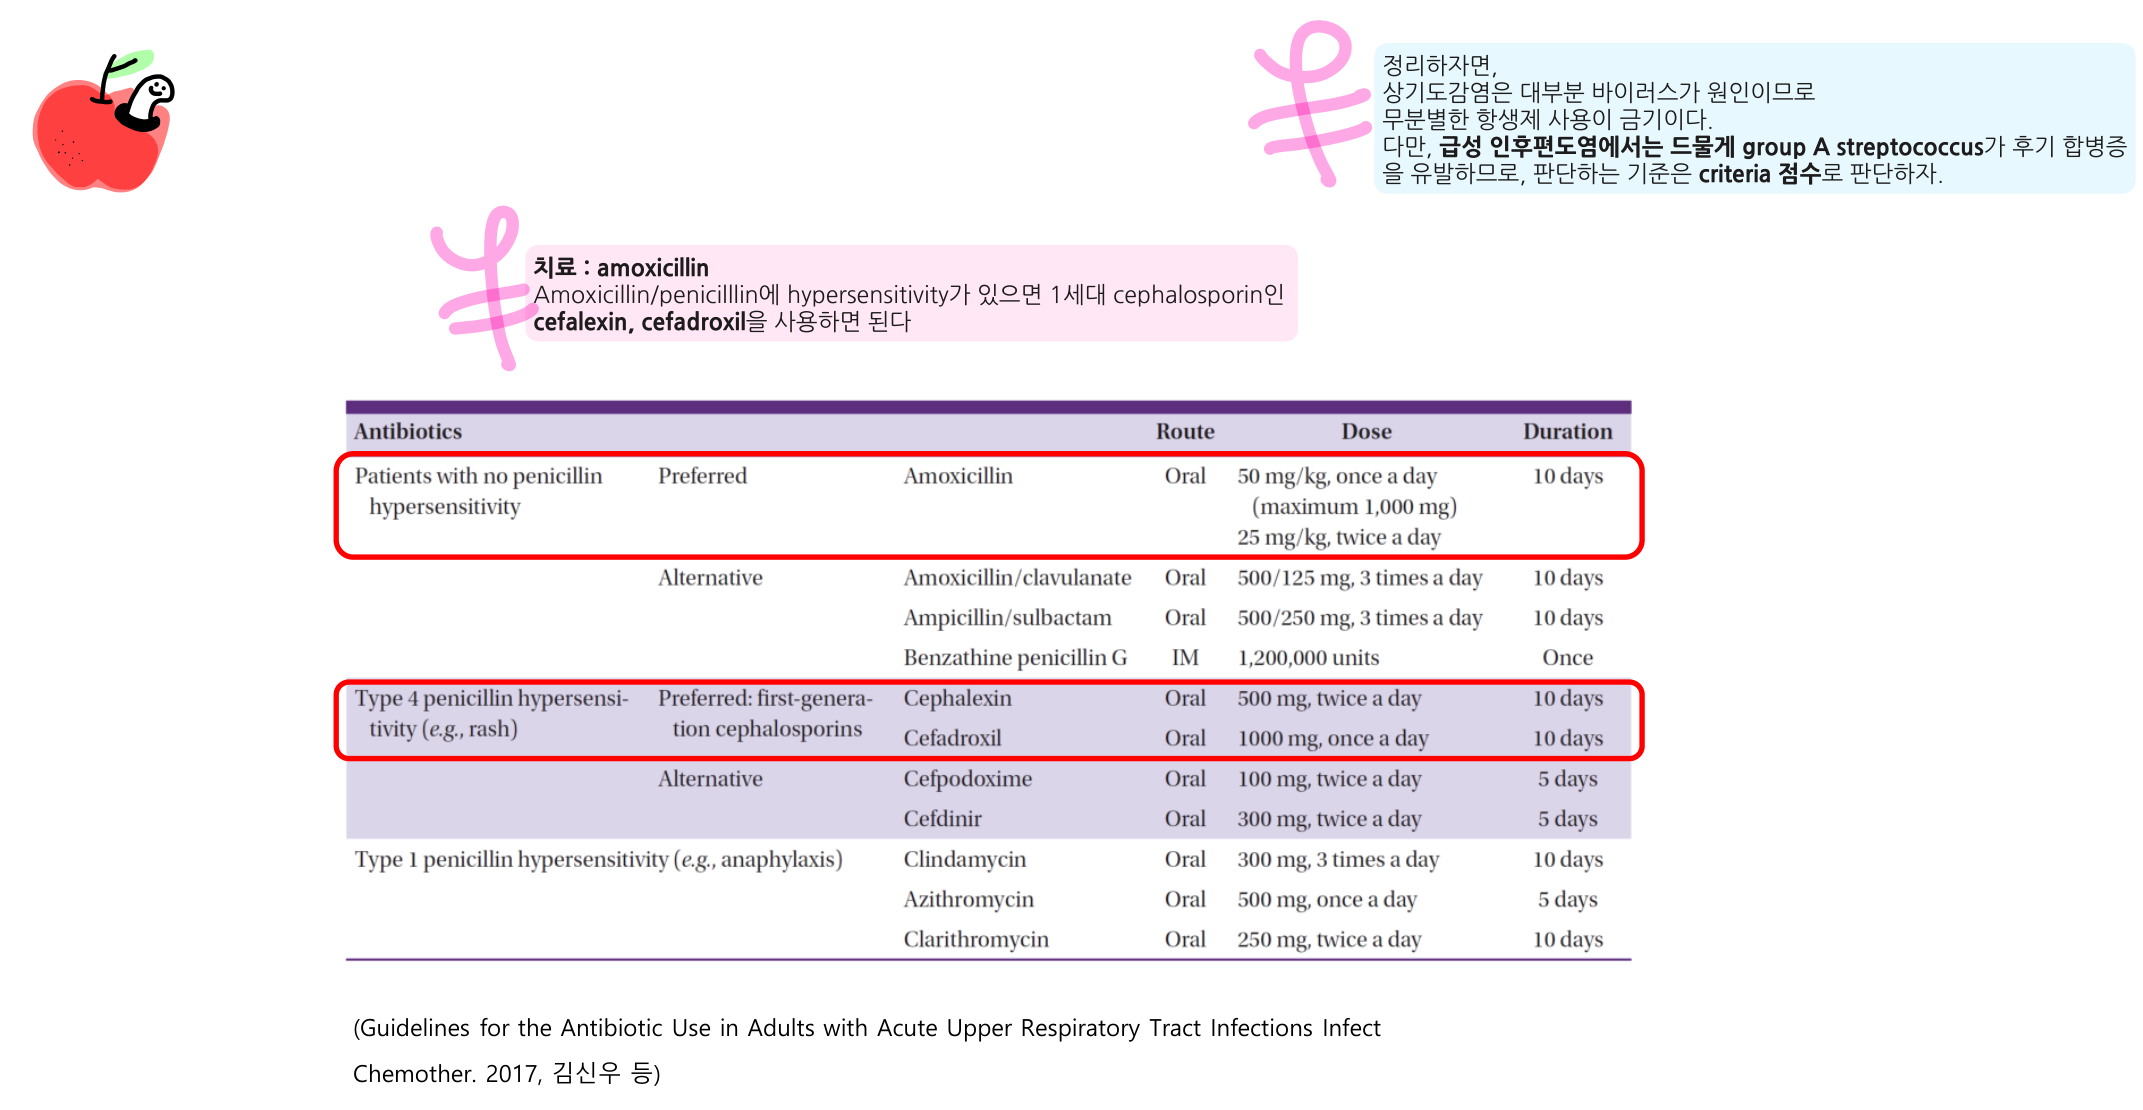 정리하자면,
상기도감염은 대부분 바이러스가 원인이므로
무분별한 항생제 사용이 금기이다.
다만, 급성 인후편도염에서는 드물게 group A streptococcus가 후기 합병증
을 유발하므로, 판단하는 기준은 criteria 점수로 판단하자.
치료 : amoxicillin
Amoxicillin/penicilllin에 hypersensitivity가 있으면 1세대 cephalosporin인
cefalexin, cefadroxil을 사용하면 된다
Antibiotics Route Dose Duration
Patients with no penicillin Preferred Amoxicillin Oral 50 mg/kg, once a day 10 days
hypersensitivity (maximum 1,000 mg)
25 mg/kg, twice a day
Alternative Amoxicillin/clavulanate Oral 500/125 mg, 3 times a day 10 days
Ampicillin/sulbactam Oral 500/250 mg, 3 times a day 10 days
Benzathine penicillin G IM 1,200,000 units Once
Type 4 penicillin hypersensi- Preferred: first-genera- Cephalexin Oral 500 mg, twice a day 10 days
tivity (e.g., rash) tion cephalosporins
Cefadroxil Oral 1000 mg, once a day 10 days
Alternative Cefpodoxime Oral 100 mg, twice a day 5 days
Cefdinir Oral 300 mg, twice a day 5 days
Type 1 penicillin hypersensitivity (e.g., anaphylaxis) Clindamycin Oral 300 mg, 3 times a day 10 days
Azithromycin Oral 500 mg, once a day 5 days
Clarithromycin Oral 250 mg, twice a day 10 days
(Guidelines for the Antibiotic Use in Adults with Acute Upper Respiratory Tract Infections Infect
Chemother. 2017, 김신우 등)